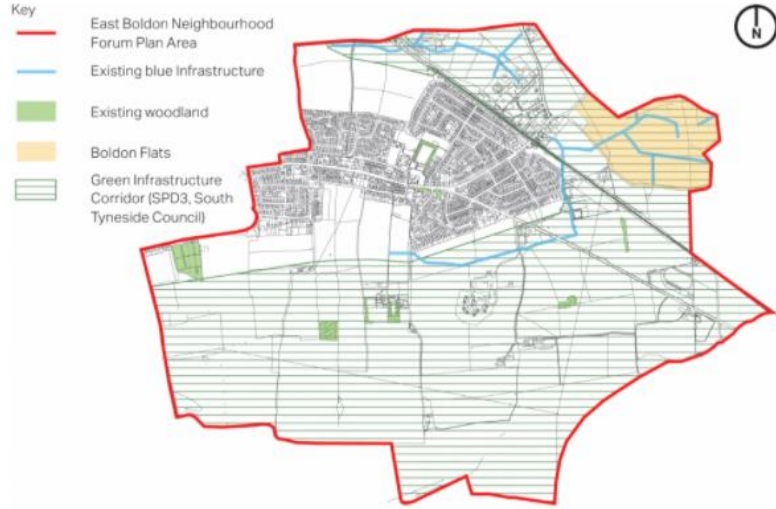 Key
East Boldon Neighbourhood
Forum Plan Area
Existing blue Infrastructure
Existing woodland
Boldon Flats
Green Infrastructure
Corridor (SPD3, South
Tyneside Council)
N